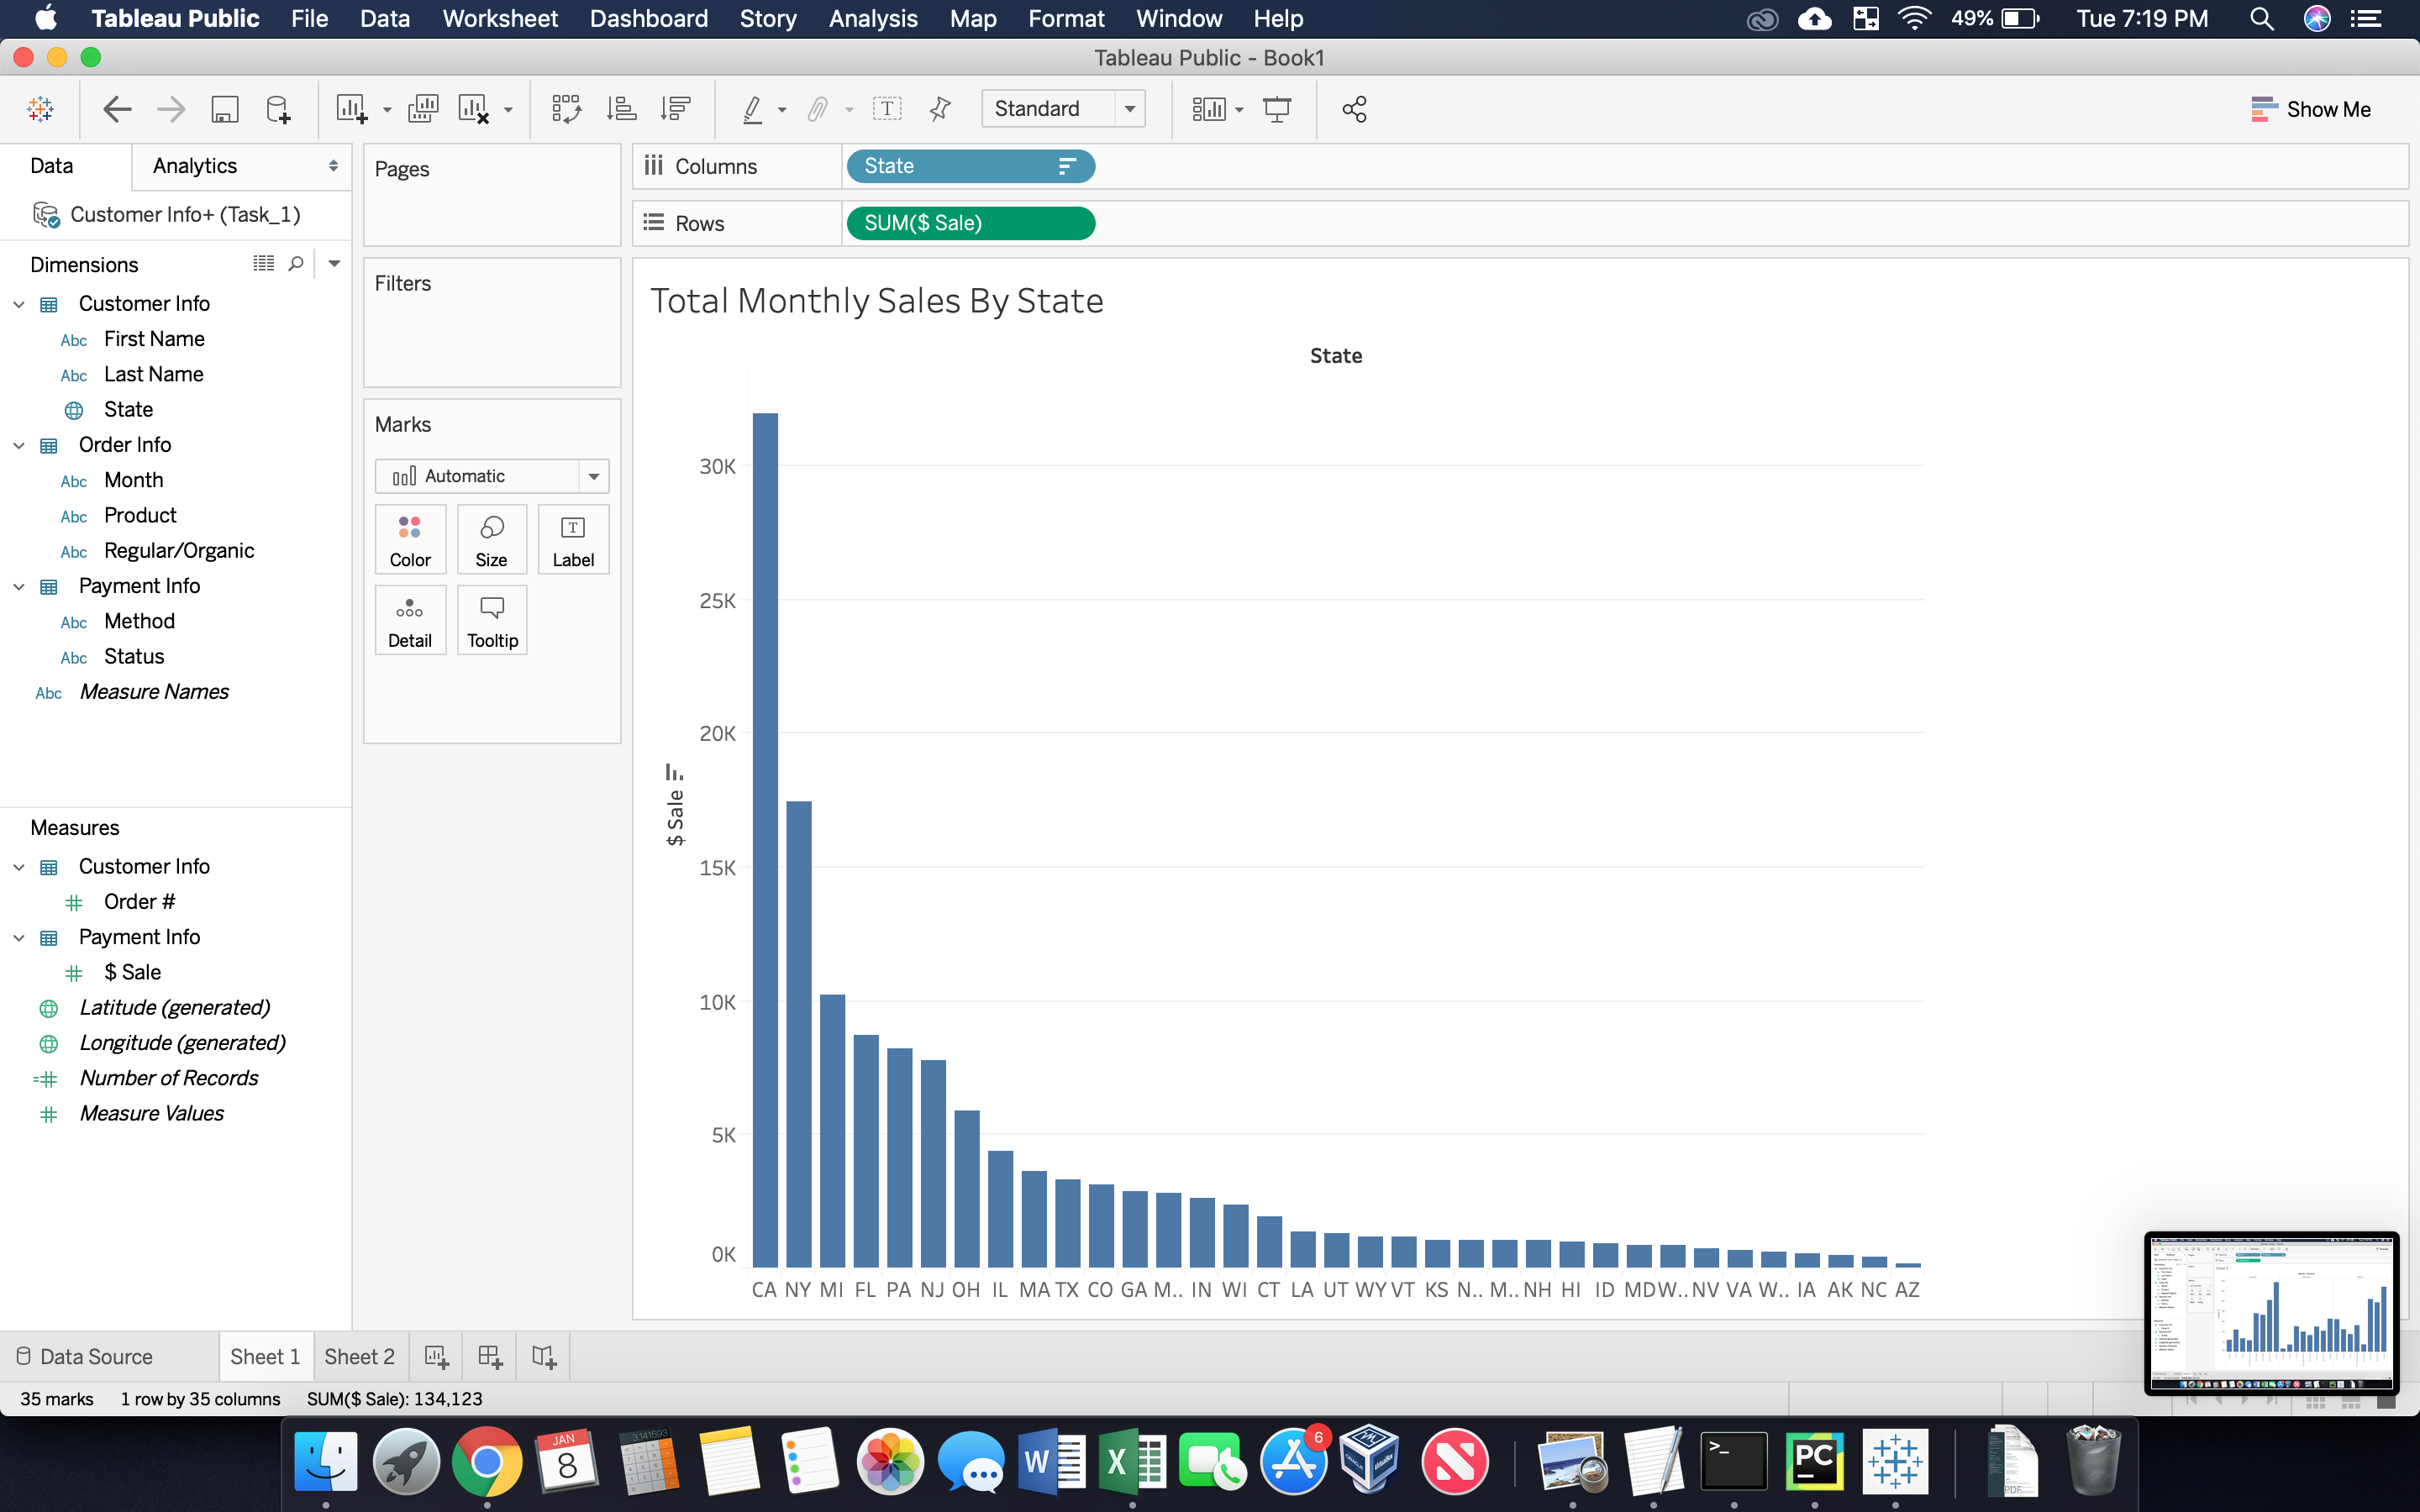 Tableau Public File Data Worksheet Dashboard Story Analysis Map Format Window Help 49% Tue 7:19 PM
Tableau Public - Book1
Standard Show Me
Data Analytics
Customer Info+ (Task_1)
Dimensions
Customer Info
Abc First Name
Abc Last Name
State
Order Info
Abc Month
Abc Product
Abc Regular/Organic
Payment Info
Abc Method
Abc Status
Abc Measure Names
Measures
Customer Info
# Order #
Payment Info
# $ Sale
Latitude (generated)
Longitude (generated)
=# Number of Records
# Measure Values
Pages
Filters
Marks
Automatic
Color Size T Label
Detail Tooltip
Columns State
Rows SUM($ Sale)
Total Monthly Sales By State
State
$ Sale
30K
25K
20K
15K
10K
5K
0K
CA NY MI FL PA NJ OH IL MA TX CO GA M.. IN WI CT LA UT WY VT KS N.. M.. NH HI ID MD W.. NV VA W.. IA AK NC AZ
Data Source Sheet 1 Sheet 2
35 marks 1 row by 35 columns SUM($ Sale): 134,123
JAN
8
3.141593
W
X
6
>_
PC
PDF